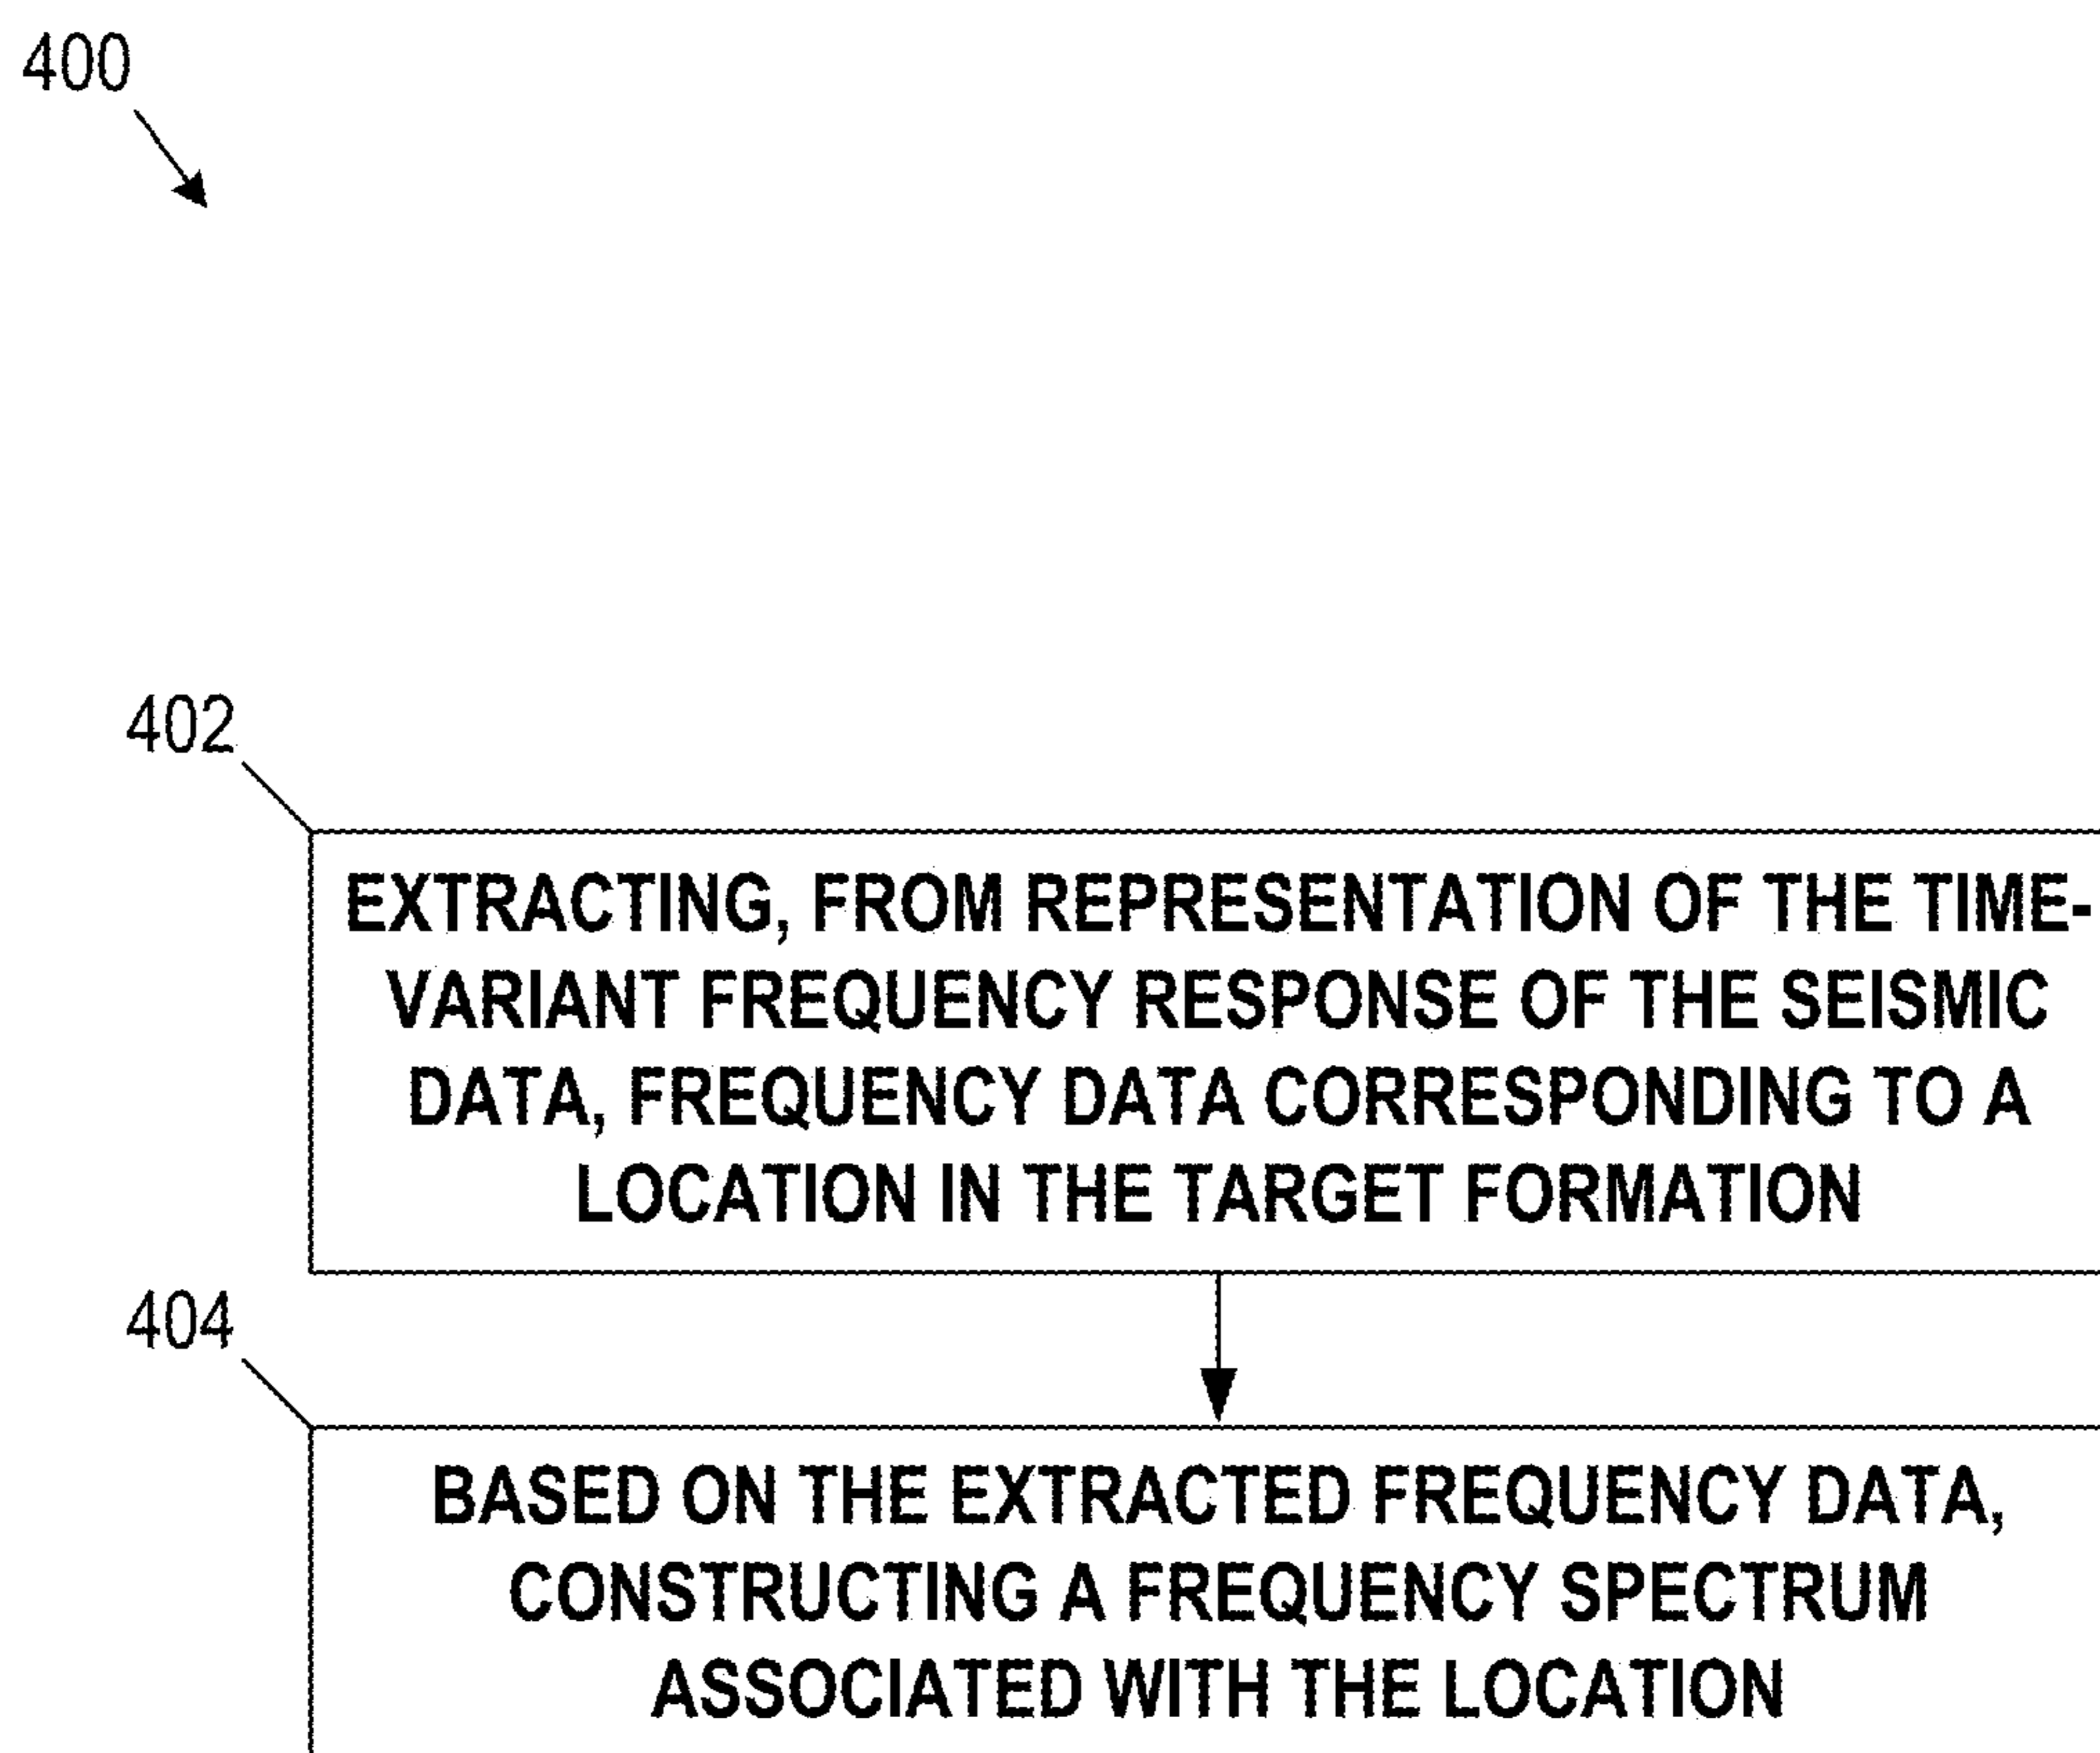 400
402
EXTRACTING, FROM REPRESENTATION OF THE TIME-
VARIANT FREQUENCY RESPONSE OF THE SEISMIC
DATA, FREQUENCY DATA CORRESPONDING TO A
LOCATION IN THE TARGET FORMATION
404
BASED ON THE EXTRACTED FREQUENCY DATA,
CONSTRUCTING A FREQUENCY SPECTRUM
ASSOCIATED WITH THE LOCATION